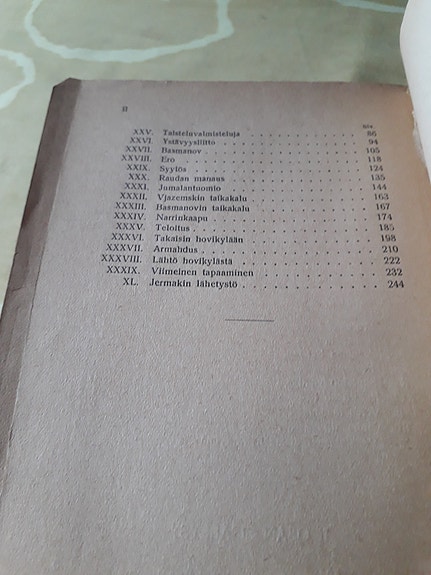 II
Siv.
XXV. Taisteluvalmisteluja . . . . . . . . . . . . 86
XXVI. Ystävyysliitto . . . . . . . . . . . . . . 94
XXVII. Basmanov . . . . . . . . . . . . . . . 105
XXVIII. Ero . . . . . . . . . . . . . . . . . 118
XXIX. Syytös . . . . . . . . . . . . . . . . 124
XXX. Raudan manaus . . . . . . . . . . . . . 135
XXXI. Jumalantuomio . . . . . . . . . . . . . 144
XXXII. Vjazemskin taikakalu . . . . . . . . . . 163
XXXIII. Basmanovin taikakalu . . . . . . . . . . 167
XXXIV. Narrinkaapu . . . . . . . . . . . . . . 174
XXXV. Teloitus . . . . . . . . . . . . . . . . 185
XXXVI. Takaisin hovikylään . . . . . . . . . . . 198
XXXVII. Armahdus . . . . . . . . . . . . . . . 210
XXXVIII. Lähtö hovikylästä . . . . . . . . . . . . 222
XXXIX. Viimeinen tapaaminen . . . . . . . . . . 232
XL. Jermakin lähetystö . . . . . . . . . . . . 244